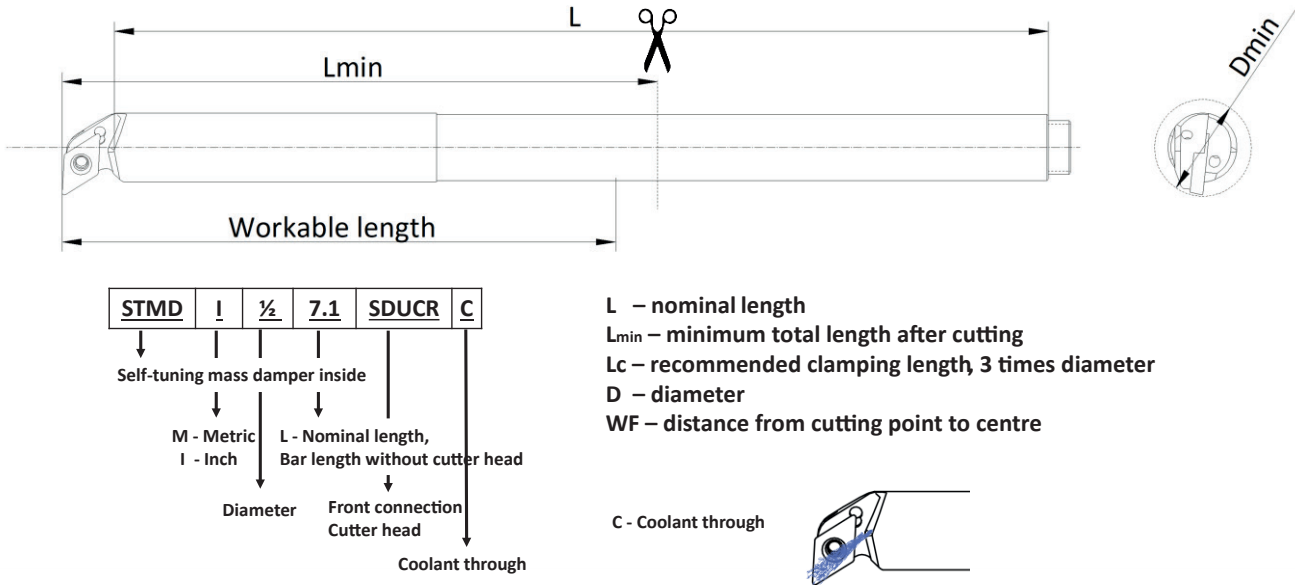 L
Lmin
Dmin
Workable length
STMD I ½ 7.1 SDUCR C
Self-tuning mass damper inside
M - Metric
I - Inch
L - Nominal length,
Bar length without cutter head
Diameter
Front connection
Cutter head
Coolant through
L – nominal length
Lmin – minimum total length after cutting
Lc – recommended clamping length, 3 times diameter
D – diameter
WF – distance from cutting point to centre
C - Coolant through